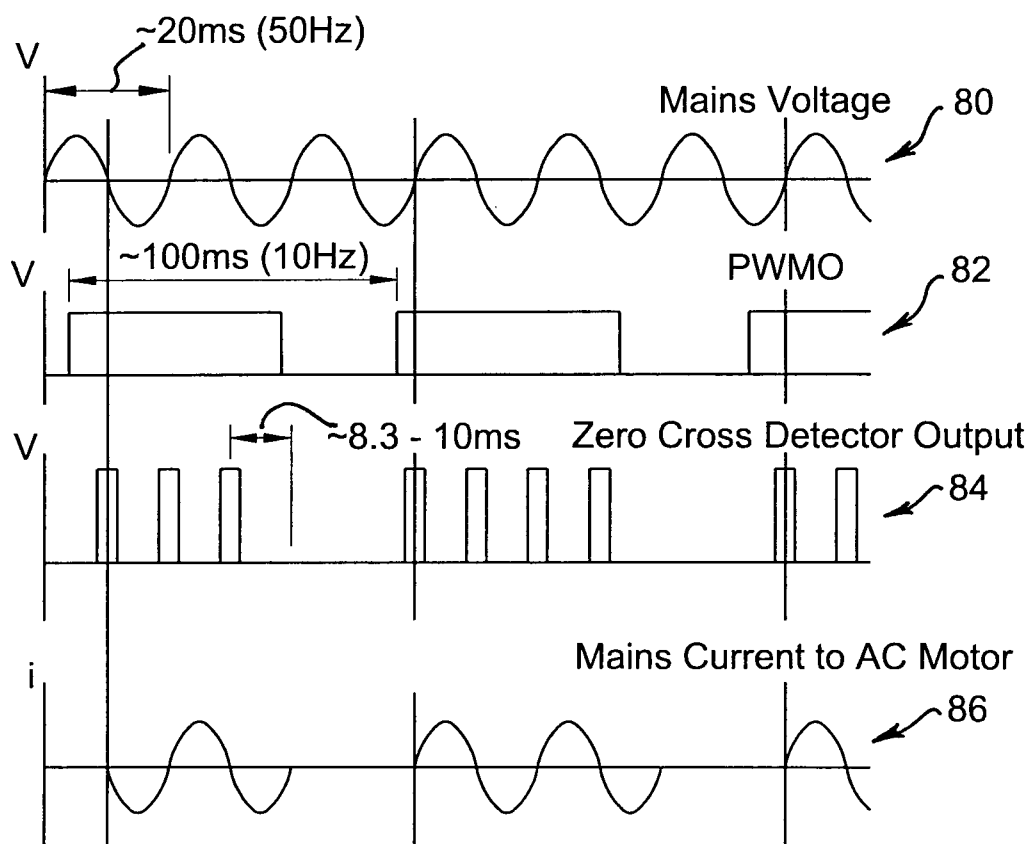 ~20ms (50Hz)
V
Mains Voltage
80
~100ms (10Hz)
V
PWMO
82
V
~8.3 - 10ms
Zero Cross Detector Output
84
Mains Current to AC Motor
i
86